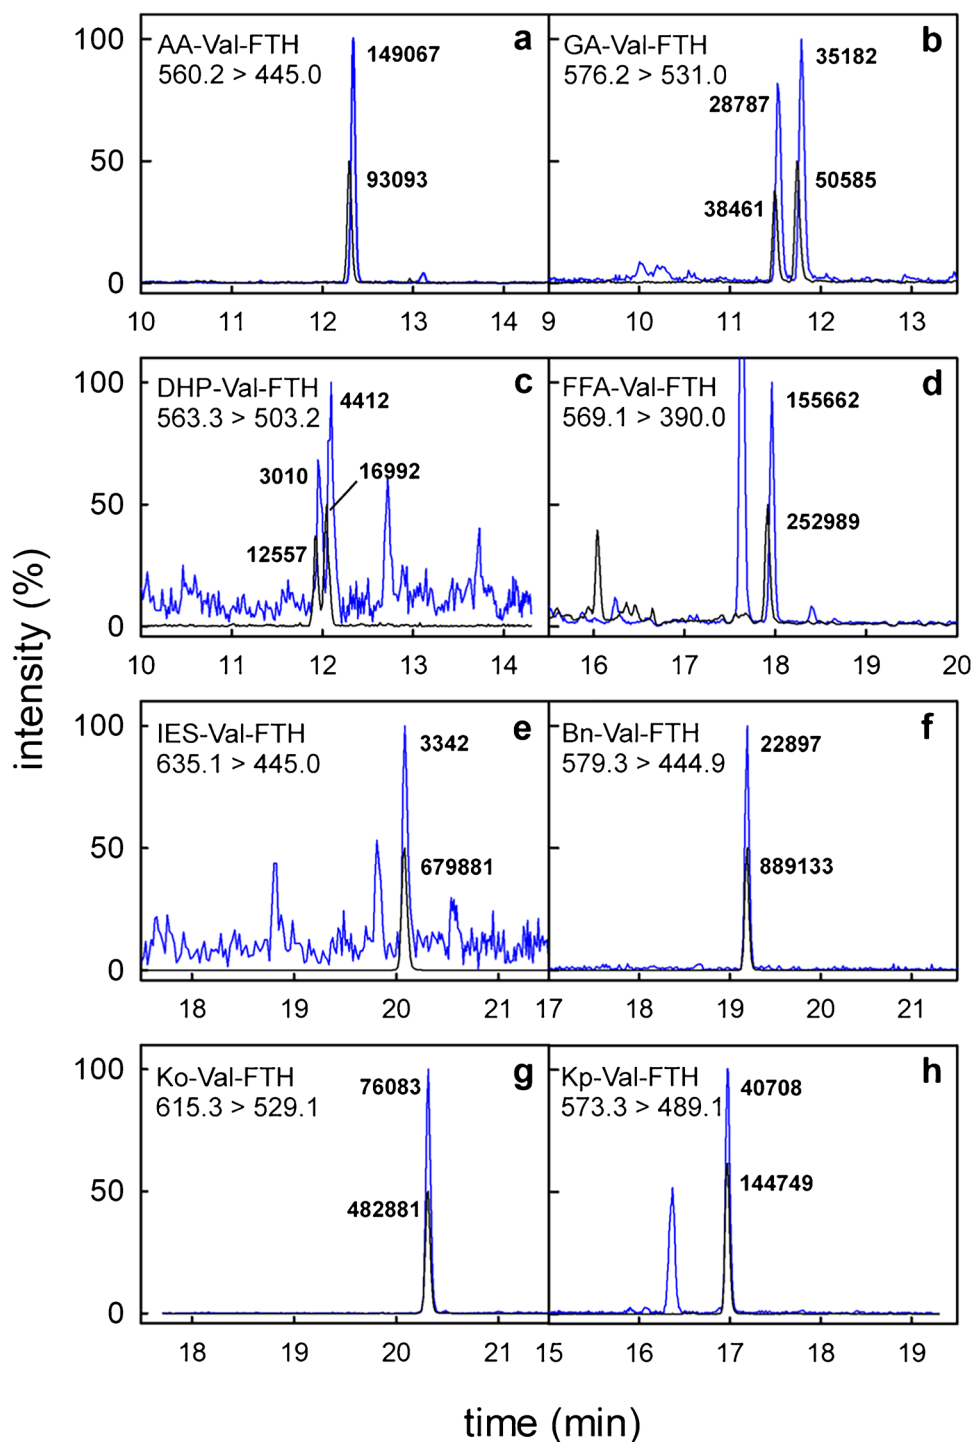 intensity (%)
a
AA-Val-FTH
560.2 > 445.0
149067
93093
100
50
0
10 11 12 13 14
b
GA-Val-FTH
576.2 > 531.0
35182
28787
50585
38461
9 10 11 12 13
c
DHP-Val-FTH
563.3 > 503.2
4412
3010
16992
12557
100
50
0
10 11 12 13 14
d
FFA-Val-FTH
569.1 > 390.0
155662
252989
16 17 18 19 20
e
IES-Val-FTH
635.1 > 445.0
3342
679881
100
50
0
18 19 20 21
f
Bn-Val-FTH
579.3 > 444.9
22897
889133
17 18 19 20 21
g
Ko-Val-FTH
615.3 > 529.1
76083
482881
100
50
0
18 19 20 21
h
Kp-Val-FTH
573.3 > 489.1
40708
144749
15 16 17 18 19
time (min)